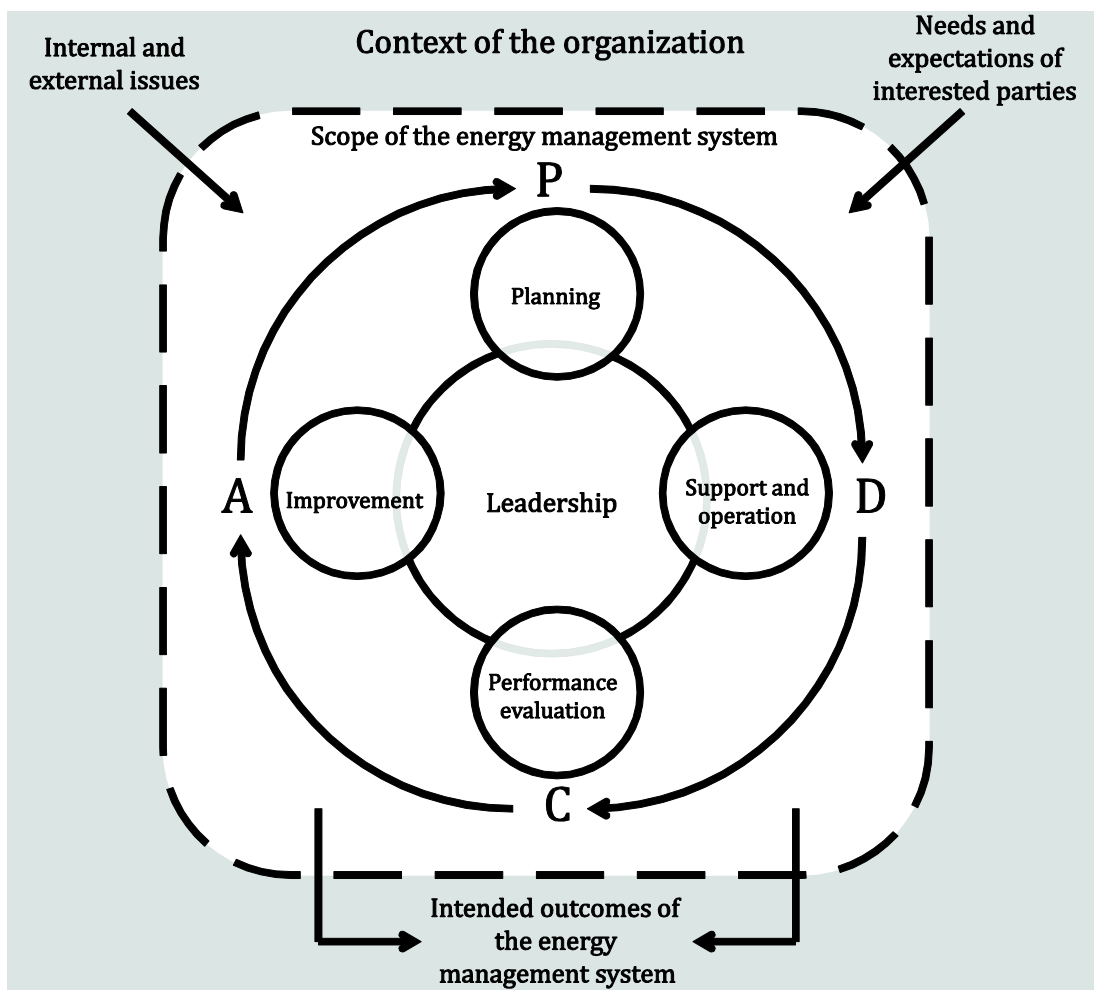 Internal and
external issues
Context of the organization
Needs and
expectations of
interested parties
Scope of the energy management system
P
Planning
A
Improvement
Leadership
Support and
operation
D
Performance
evaluation
C
Intended outcomes of
the energy
management system